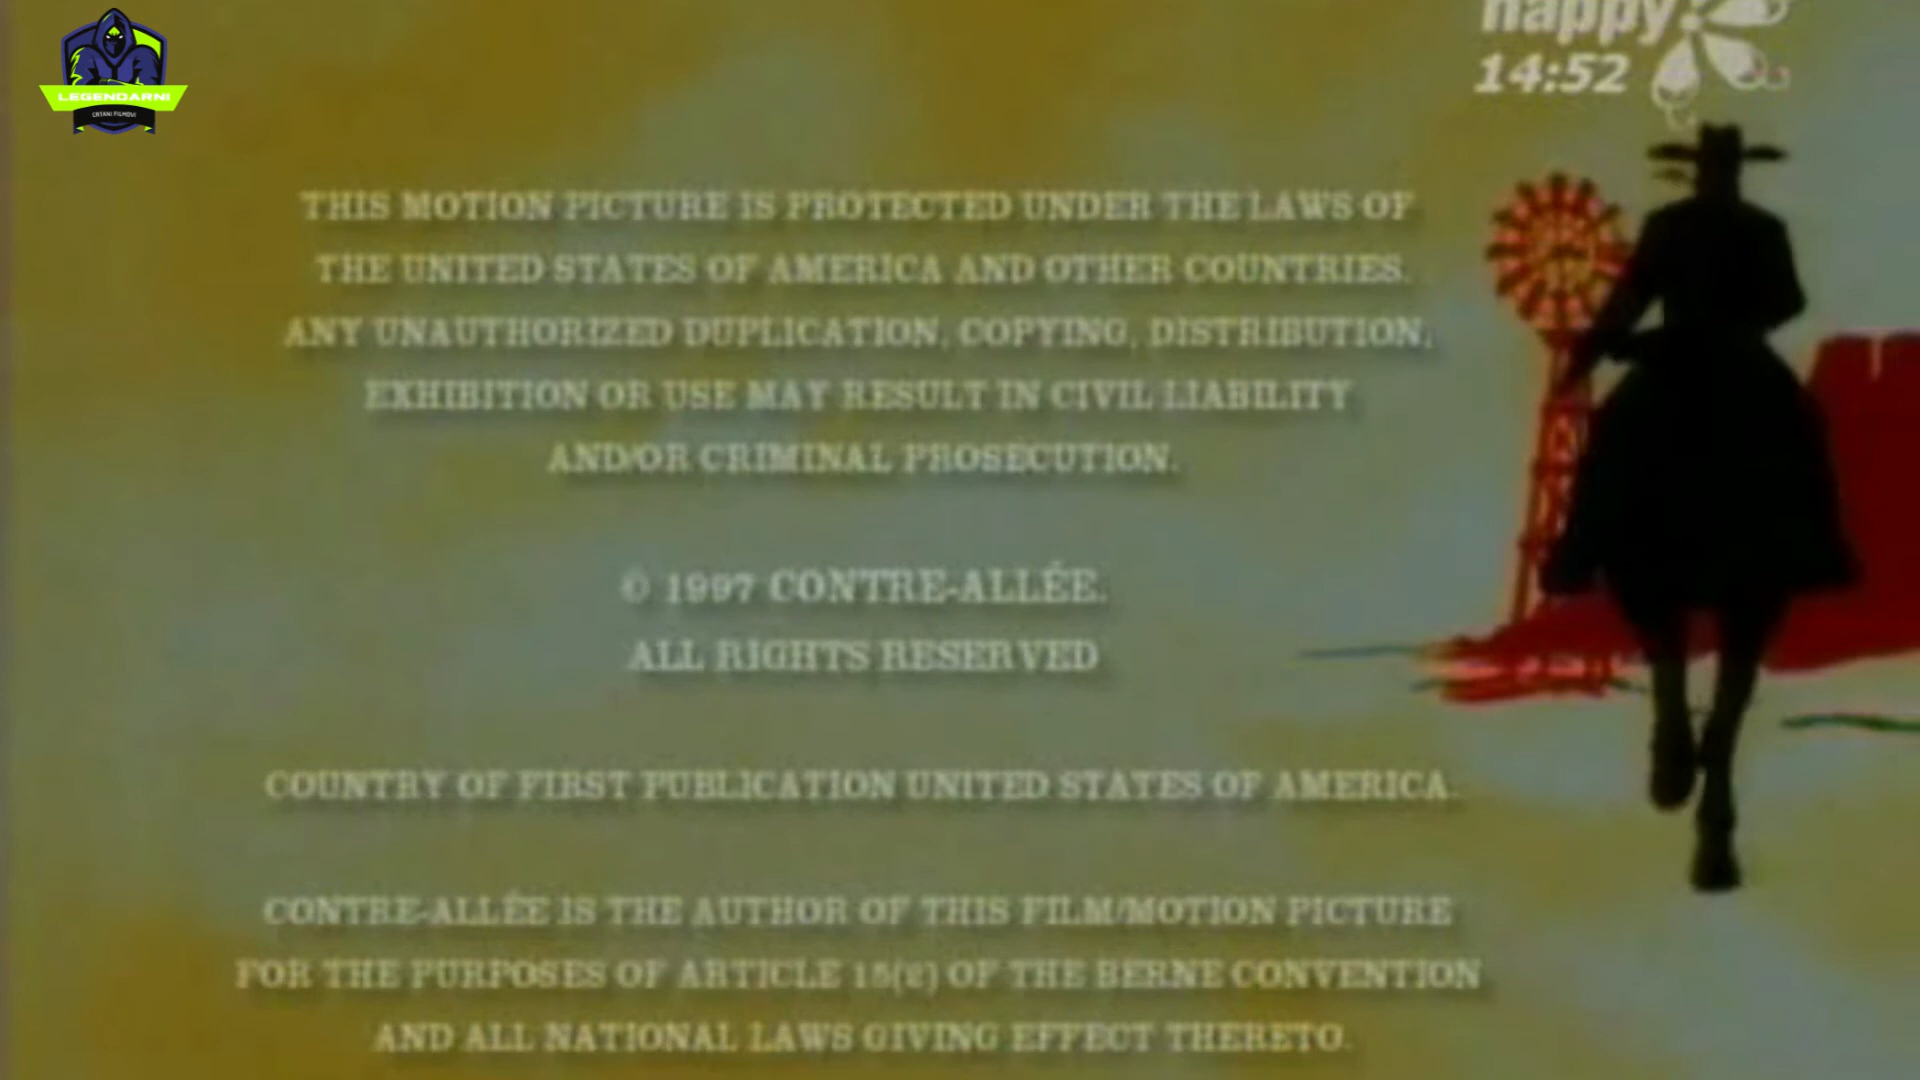 LEGENDARNI
CRTANI FILMOVI
happy
14:52
THIS MOTION PICTURE IS PROTECTED UNDER THE LAWS OF
THE UNITED STATES OF AMERICA AND OTHER COUNTRIES.
ANY UNAUTHORIZED DUPLICATION, COPYING, DISTRIBUTION,
EXHIBITION OR USE MAY RESULT IN CIVIL LIABILITY
AND/OR CRIMINAL PROSECUTION.
© 1997 CONTRE-ALLÉE.
ALL RIGHTS RESERVED
COUNTRY OF FIRST PUBLICATION UNITED STATES OF AMERICA.
CONTRE-ALLÉE IS THE AUTHOR OF THIS FILM/MOTION PICTURE
FOR THE PURPOSES OF ARTICLE 15(2) OF THE BERNE CONVENTION
AND ALL NATIONAL LAWS GIVING EFFECT THERETO.